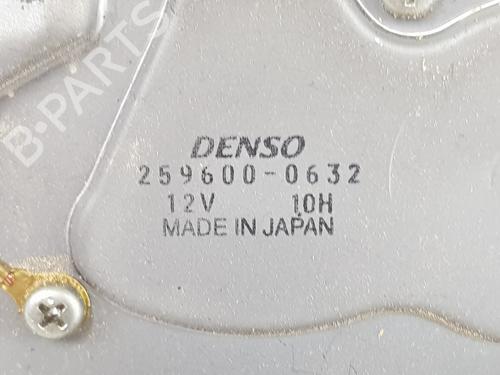 B-PARTS
DENSO
259600-0632
12V 10H
MADE IN JAPAN